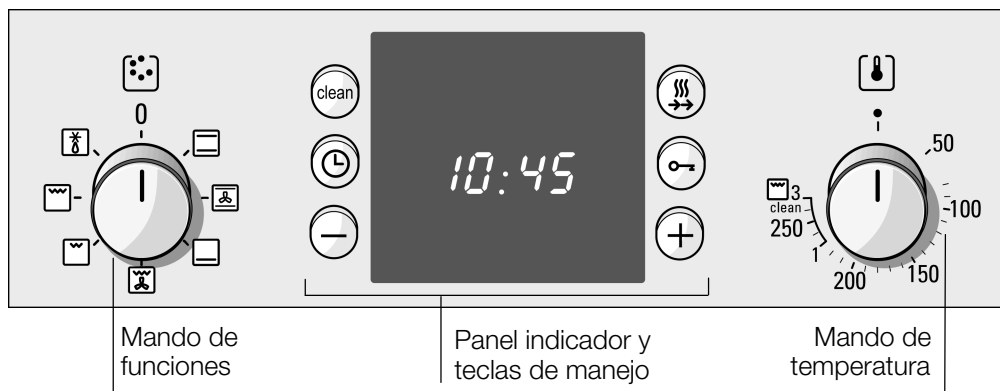 0
clean
10:45
50
100
150
200
250
1
3
clean
Mando de
funciones
Panel indicador y
teclas de manejo
Mando de
temperatura